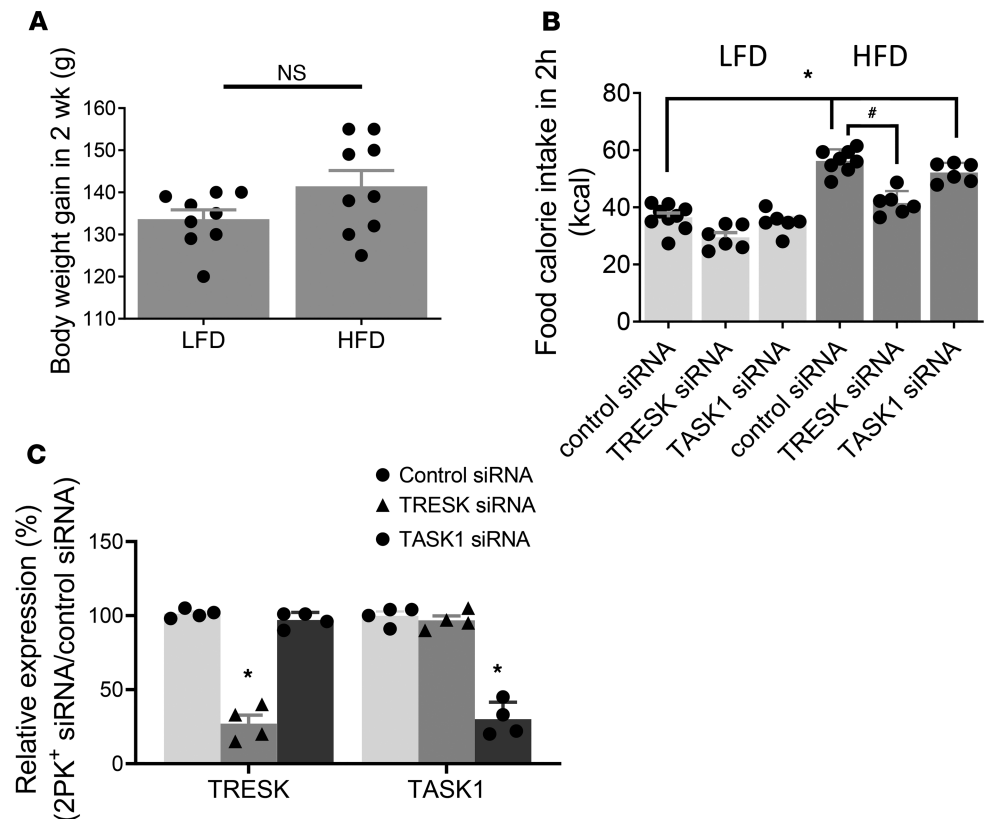 A
Body weight gain in 2 wk (g)
NS
160
150
140
130
120
110
LFD
HFD
B
Food calorie intake in 2h
(kcal)
LFD
HFD
*
#
80
60
40
20
0
control siRNA
TRESK siRNA
TASK1 siRNA
control siRNA
TRESK siRNA
TASK1 siRNA
C
Relative expression (%)
(2PK+ siRNA/control siRNA)
Control siRNA
TRESK siRNA
TASK1 siRNA
150
100
50
0
*
*
TRESK
TASK1